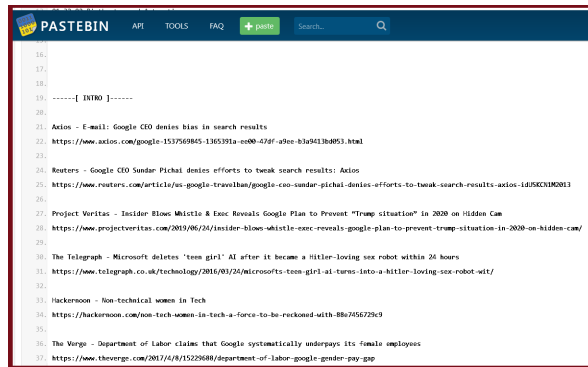 PASTEBIN API TOOLS FAQ + paste Search...
16.
17.
18.
19. ------[ INTRO ]------
20.
21. Axios - E-mail: Google CEO denies bias in search results
22. https://www.axios.com/google-1537569845-1365391a-ee00-47df-a9ee-b3a9413bd053.html
23.
24. Reuters - Google CEO Sundar Pichai denies efforts to tweak search results: Axios
25. https://www.reuters.com/article/us-google-travelban/google-ceo-sundar-pichai-denies-efforts-to-tweak-search-results-axios-idUSKCN1M2013
26.
27. Project Veritas - Insider Blows Whistle & Exec Reveals Google Plan to Prevent “Trump situation” in 2020 on Hidden Cam
28. https://www.projectveritas.com/2019/06/24/insider-blows-whistle-exec-reveals-google-plan-to-prevent-trump-situation-in-2020-on-hidden-cam/
29.
30. The Telegraph - Microsoft deletes 'teen girl' AI after it became a Hitler-loving sex robot within 24 hours
31. https://www.telegraph.co.uk/technology/2016/03/24/microsofts-teen-girl-ai-turns-into-a-hitler-loving-sex-robot-wit/
32.
33. Hackernoon - Non-technical women in Tech
34. https://hackernoon.com/non-tech-women-in-tech-a-force-to-be-reckoned-with-88e7456729c9
35.
36. The Verge - Department of Labor claims that Google systematically underpays its female employees
37. https://www.theverge.com/2017/4/8/15229688/department-of-labor-google-gender-pay-gap